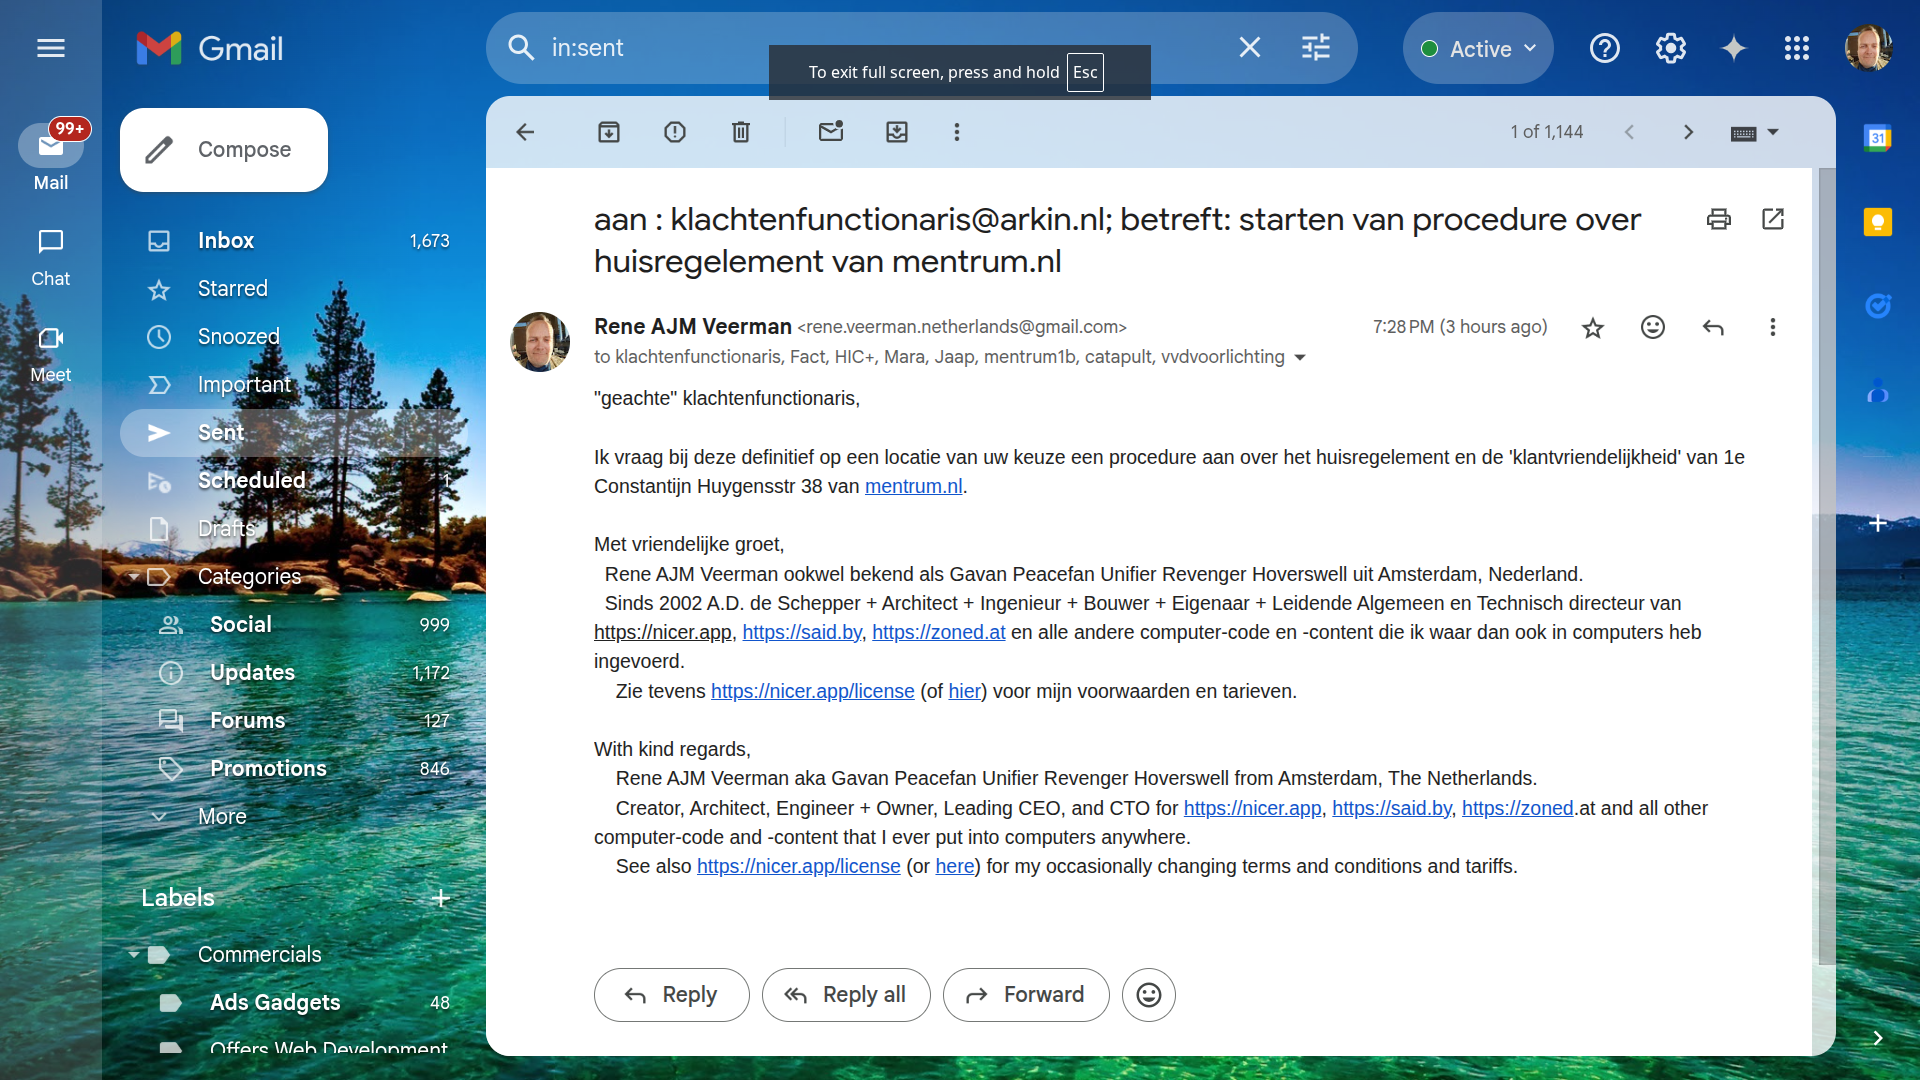 Gmail
in:sent
Active
To exit full screen, press and hold Esc
99+
Mail
Chat
Meet
Compose
Inbox 1,673
Starred
Snoozed
Important
Sent
Scheduled 1
Drafts
Categories
Social 999
Updates 1,172
Forums 127
Promotions 846
More
Labels
Commercials
Ads Gadgets 48
Offers Web Development
1 of 1,144
aan : klachtenfunctionaris@arkin.nl; betreft: starten van procedure over
huisregelement van mentrum.nl
Rene AJM Veerman <rene.veerman.netherlands@gmail.com> 7:28 PM (3 hours ago)
to klachtenfunctionaris, Fact, HIC+, Mara, Jaap, mentrum1b, catapult, vvdvoorlichting
"geachte" klachtenfunctionaris,
Ik vraag bij deze definitief op een locatie van uw keuze een procedure aan over het huisregelement en de 'klantvriendelijkheid' van 1e
Constantijn Huygensstr 38 van mentrum.nl.
Met vriendelijke groet,
Rene AJM Veerman ookwel bekend als Gavan Peacefan Unifier Revenger Hoverswell uit Amsterdam, Nederland.
Sinds 2002 A.D. de Schepper + Architect + Ingenieur + Bouwer + Eigenaar + Leidende Algemeen en Technisch directeur van
https://nicer.app, https://said.by, https://zoned.at en alle andere computer-code en -content die ik waar dan ook in computers heb
ingevoerd.
Zie tevens https://nicer.app/license (of hier) voor mijn voorwaarden en tarieven.
With kind regards,
Rene AJM Veerman aka Gavan Peacefan Unifier Revenger Hoverswell from Amsterdam, The Netherlands.
Creator, Architect, Engineer + Owner, Leading CEO, and CTO for https://nicer.app, https://said.by, https://zoned.at and all other
computer-code and -content that I ever put into computers anywhere.
See also https://nicer.app/license (or here) for my occasionally changing terms and conditions and tariffs.
Reply
Reply all
Forward
31